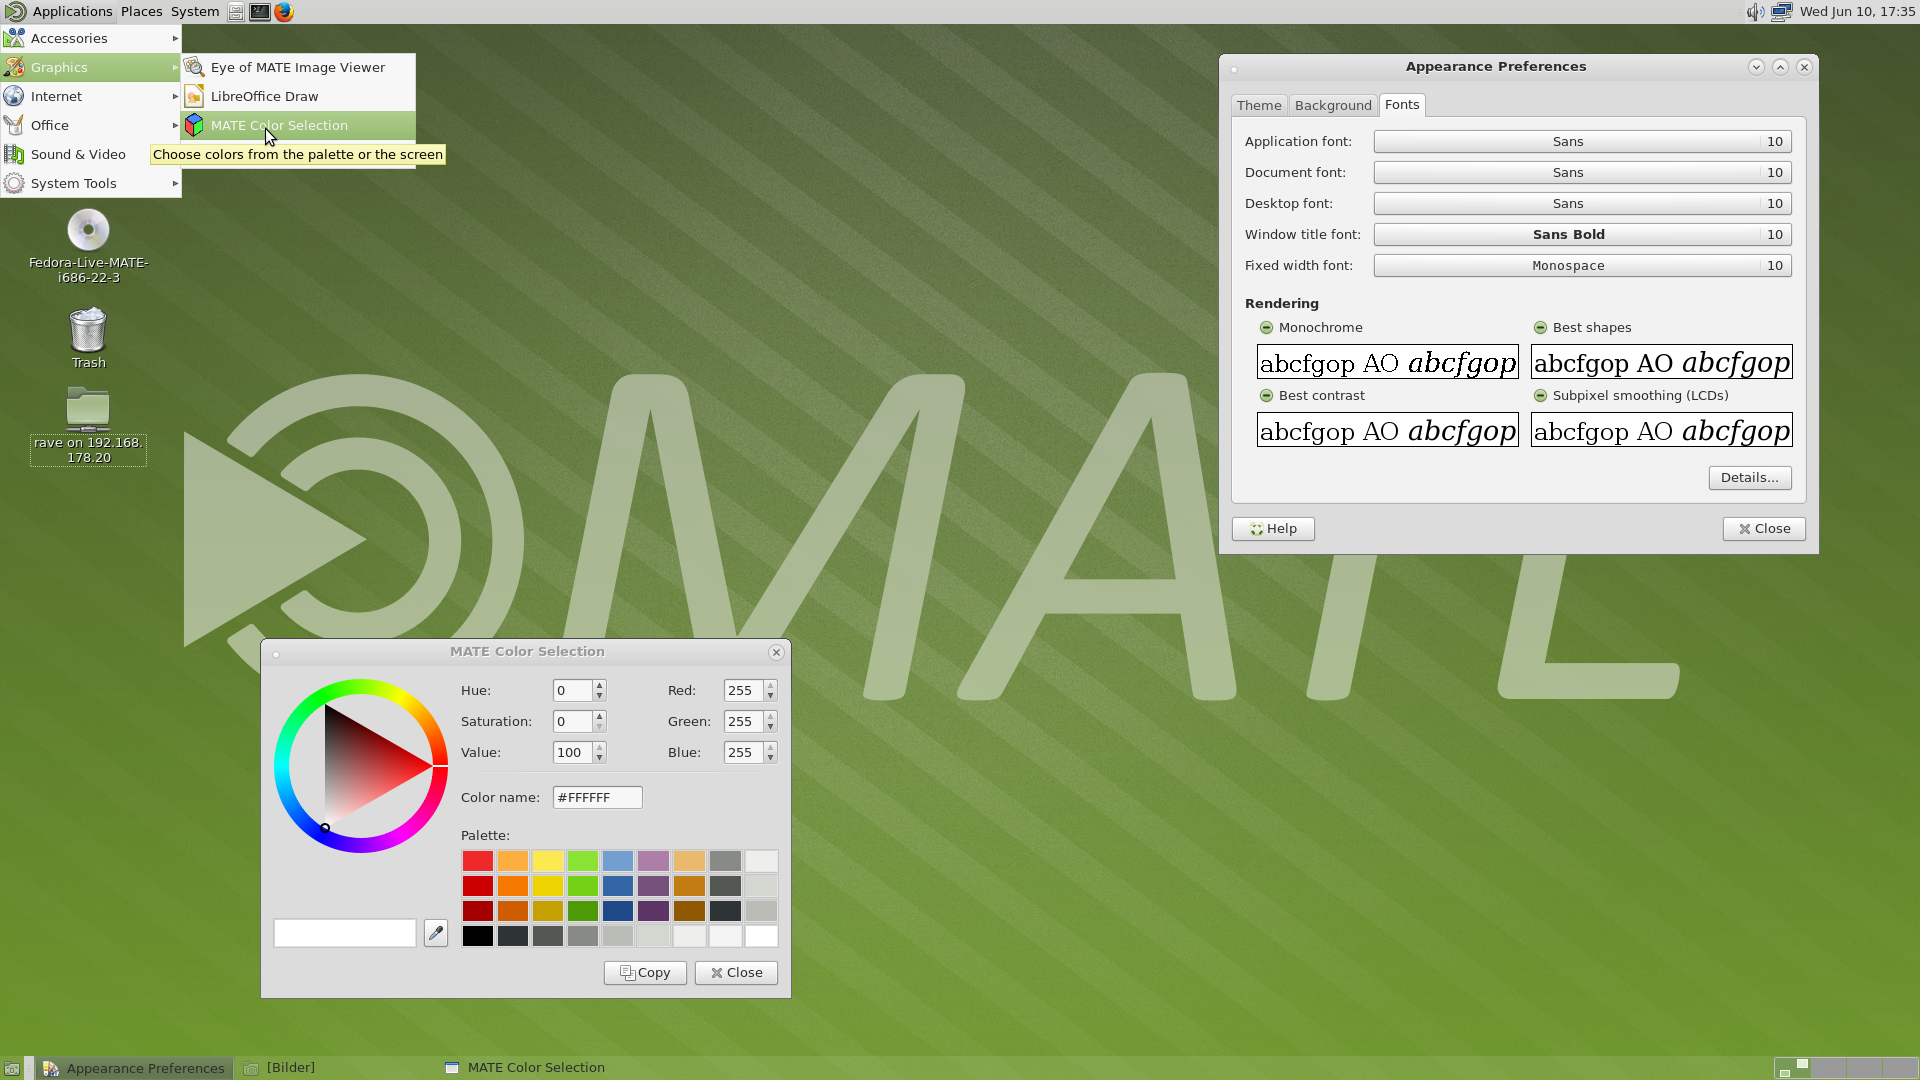 Applications Places System
Wed Jun 10, 17:35
Accessories
Graphics
Internet
Office
Sound & Video
System Tools
Eye of MATE Image Viewer
LibreOffice Draw
MATE Color Selection
Choose colors from the palette or the screen
Fedora-Live-MATE-
i686-22-3
Trash
rave on 192.168.
178.20
Appearance Preferences
Theme Background Fonts
Application font: Sans 10
Document font: Sans 10
Desktop font: Sans 10
Window title font: Sans Bold 10
Fixed width font: Monospace 10
Rendering
Monochrome Best shapes
abcfgop AO abcfgop abcfgop AO abcfgop
Best contrast Subpixel smoothing (LCDs)
abcfgop AO abcfgop abcfgop AO abcfgop
Details...
Help Close
MATE
MATE Color Selection
Hue: 0 Red: 255
Saturation: 0 Green: 255
Value: 100 Blue: 255
Color name: #FFFFFF
Palette:
Copy Close
Appearance Preferences [Bilder] MATE Color Selection